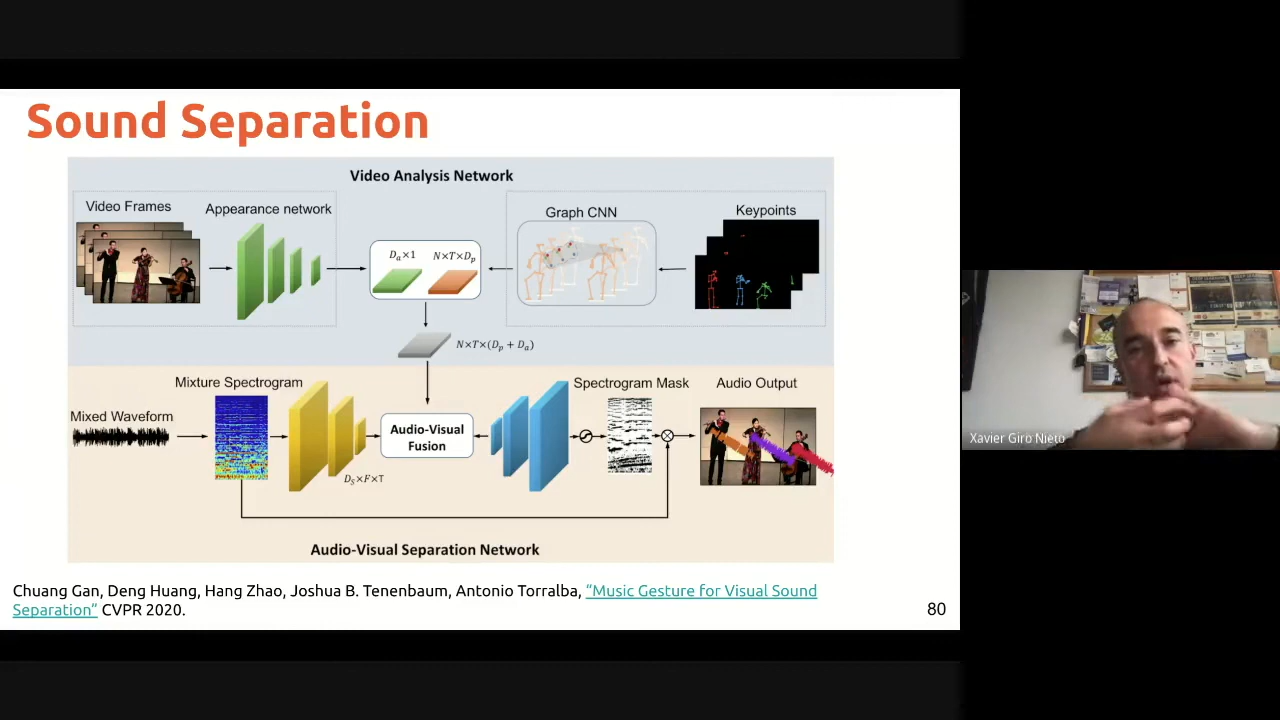 Sound Separation
Video Analysis Network
Video Frames
Appearance network
Graph CNN
Keypoints
Dₐ×1
N×T×Dₚ
N×T×(Dₚ + Dₐ)
Mixture Spectrogram
Spectrogram Mask
Audio Output
Mixed Waveform
Audio-Visual
Fusion
D_S×F×T
Audio-Visual Separation Network
Chuang Gan, Deng Huang, Hang Zhao, Joshua B. Tenenbaum, Antonio Torralba, “Music Gesture for Visual Sound
Separation” CVPR 2020.
80
Xavier Giro Nieto